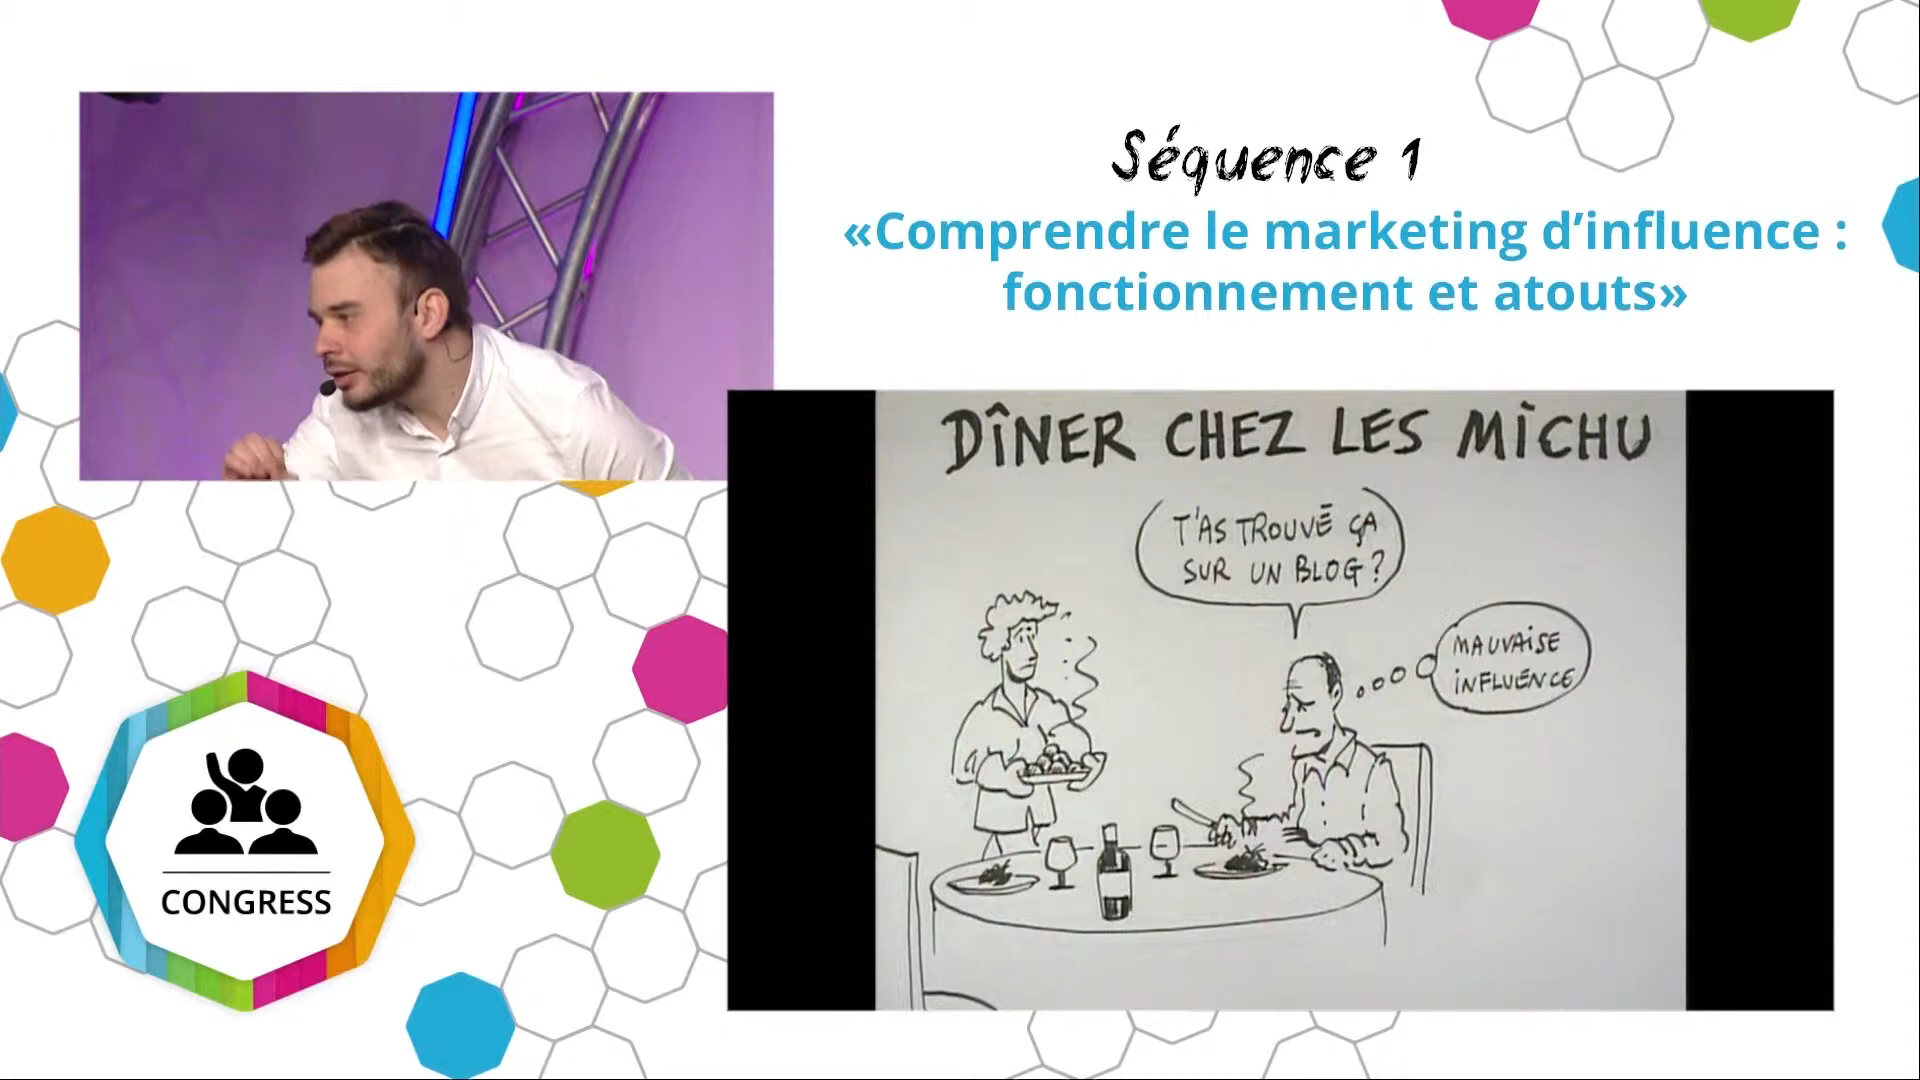 Séquence 1
«Comprendre le marketing d’influence :
fonctionnement et atouts»
DÎNER CHEZ LES MiCHU
T'AS TROUVÉ ÇA
SUR UN BLOG ?
MAUVAiSE
iNFLUENCE
CONGRESS